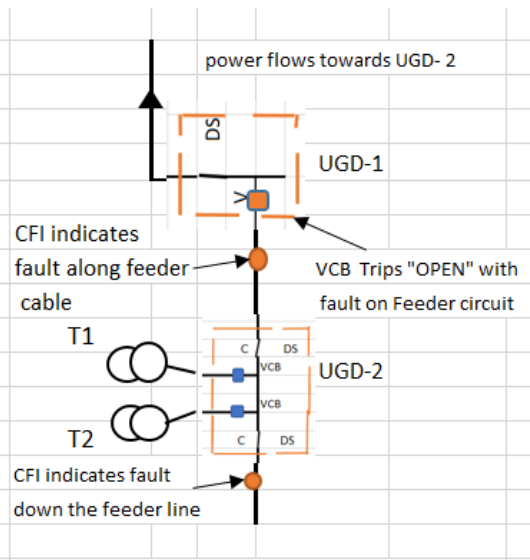 power flows towards UGD- 2
DS
UGD-1
V
CFI indicates
fault along feeder
cable
VCB Trips "OPEN" with
fault on Feeder circuit
T1
C DS
VCB
UGD-2
VCB
T2
C DS
CFI indicates fault
down the feeder line